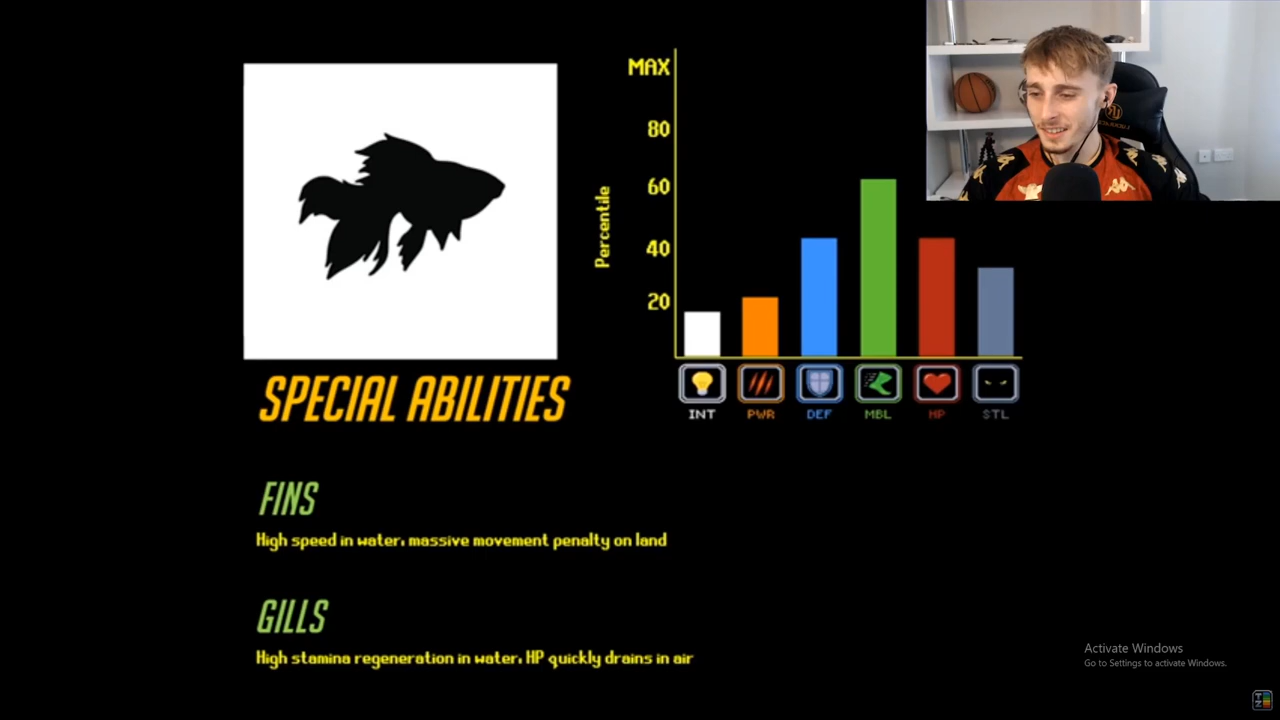 MAX
80
60
40
20
Percentile
INT
PWR
DEF
MBL
HP
STL
SPECIAL ABILITIES
FINS
High speed in water, massive movement penalty on land
GILLS
High stamina regeneration in water, HP quickly drains in air
Activate Windows
Go to Settings to activate Windows.
TZ